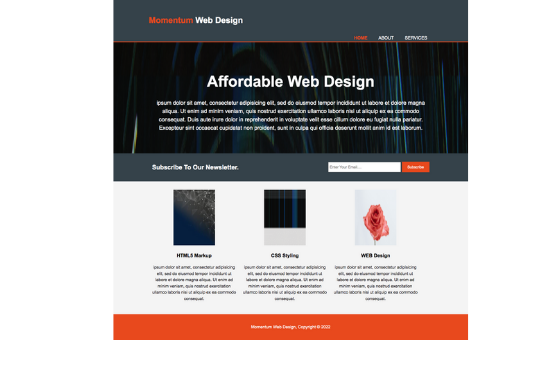 Momentum Web Design
HOME ABOUT SERVICES
Affordable Web Design
Ipsum dolor sit amet, consectetur adipisicing elit, sed do eiusmod tempor incididunt ut labore et dolore magna
aliqua. Ut enim ad minim veniam, quis nostrud exercitation ullamco laboris nisi ut aliquip ex ea commodo
consequat. Duis aute irure dolor in reprehenderit in voluptate velit esse cillum dolore eu fugiat nulla pariatur.
Excepteur sint occaecat cupidatat non proident, sunt in culpa qui officia deserunt mollit anim id est laborum.
Subscribe To Our Newsletter.
Enter Your Email...
Subscribe
HTML5 Markup
Ipsum dolor sit amet, consectetur adipisicing
elit, sed do eiusmod tempor incididunt ut
labore et dolore magna aliqua. Ut enim ad
minim veniam, quis nostrud exercitation
ullamco laboris nisi ut aliquip ex ea commodo
consequat.
CSS Styling
Ipsum dolor sit amet, consectetur adipisicing
elit, sed do eiusmod tempor incididunt ut
labore et dolore magna aliqua. Ut enim ad
minim veniam, quis nostrud exercitation
ullamco laboris nisi ut aliquip ex ea commodo
consequat.
WEB Design
Ipsum dolor sit amet, consectetur adipisicing
elit, sed do eiusmod tempor incididunt ut
labore et dolore magna aliqua. Ut enim ad
minim veniam, quis nostrud exercitation
ullamco laboris nisi ut aliquip ex ea commodo
consequat.
Momentum Web Design, Copyright © 2022